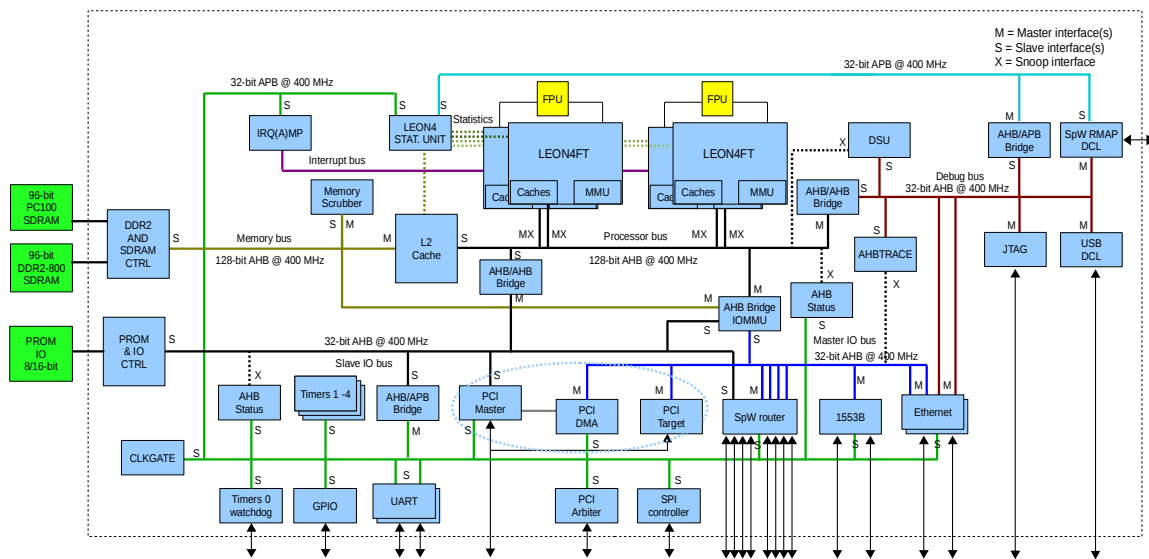 M = Master interface(s)
S = Slave interface(s)
X = Snoop interface
32-bit APB @ 400 MHz
32-bit APB @ 400 MHz
S
S
S
M
S
FPU
FPU
IRQ(A)MP
LEON4
STAT. UNIT
Statistics
LEON4FT
LEON4FT
DSU
AHB/APB
Bridge
SpW RMAP
DCL
X
S
S
M
Interrupt bus
Debug bus
32-bit AHB @ 400 MHz
Cac
Caches
MMU
Caches
MMU
AHB/AHB
Bridge
S
M
Memory
Scrubber
S
M
96-bit
PC100
SDRAM
DDR2
AND
SDRAM
CTRL
S
Memory bus
M
L2
Cache
S
MX
MX
Processor bus
MX
MX
S
M
M
128-bit AHB @ 400 MHz
128-bit AHB @ 400 MHz
AHBTRACE
JTAG
USB
DCL
96-bit
DDR2-800
SDRAM
S
AHB/AHB
Bridge
M
M
M
AHB Bridge
IOMMU
S
S
X
AHB
Status
S
X
PROM
IO
8/16-bit
PROM
& IO
CTRL
S
32-bit AHB @ 400 MHz
Slave IO bus
Master IO bus
32-bit AHB @ 400 MHz
X
S
S
M
M
S
M
M
M
AHB
Status
S
Timers 1 -4
S
AHB/APB
Bridge
M
PCI
Master
S
PCI
DMA
S
PCI
Target
SpW router
S
1553B
S
Ethernet
S
CLKGATE
S
S
S
S
S
S
S
Timers 0
watchdog
GPIO
UART
PCI
Arbiter
SPI
controller